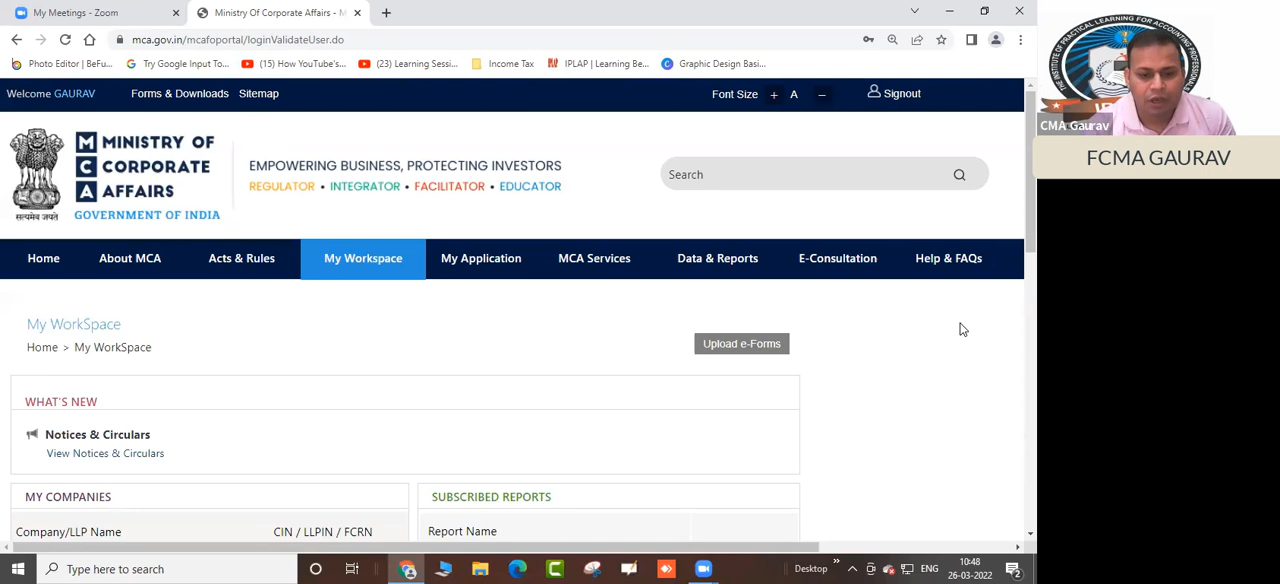 My Meetings - Zoom
Ministry Of Corporate Affairs - M
mca.gov.in/mcafoportal/loginValidateUser.do
Photo Editor | BeFu...
Try Google Input To...
(15) How YouTube's...
(23) Learning Sessi...
Income Tax
IPLAP | Learning Be...
Graphic Design Basi...
Welcome GAURAV
Forms & Downloads
Sitemap
Font Size + A −
Signout
MINISTRY OF
CORPORATE
AFFAIRS
GOVERNMENT OF INDIA
सत्यमेव जयते
EMPOWERING BUSINESS, PROTECTING INVESTORS
REGULATOR • INTEGRATOR • FACILITATOR • EDUCATOR
Search
Home
About MCA
Acts & Rules
My Workspace
My Application
MCA Services
Data & Reports
E-Consultation
Help & FAQs
My WorkSpace
Home > My WorkSpace
Upload e-Forms
WHAT'S NEW
Notices & Circulars
View Notices & Circulars
MY COMPANIES
Company/LLP Name
CIN / LLPIN / FCRN
SUBSCRIBED REPORTS
Report Name
Type here to search
Desktop
ENG
10:48
26-03-2022
2
CMA Gaurav
FCMA GAURAV